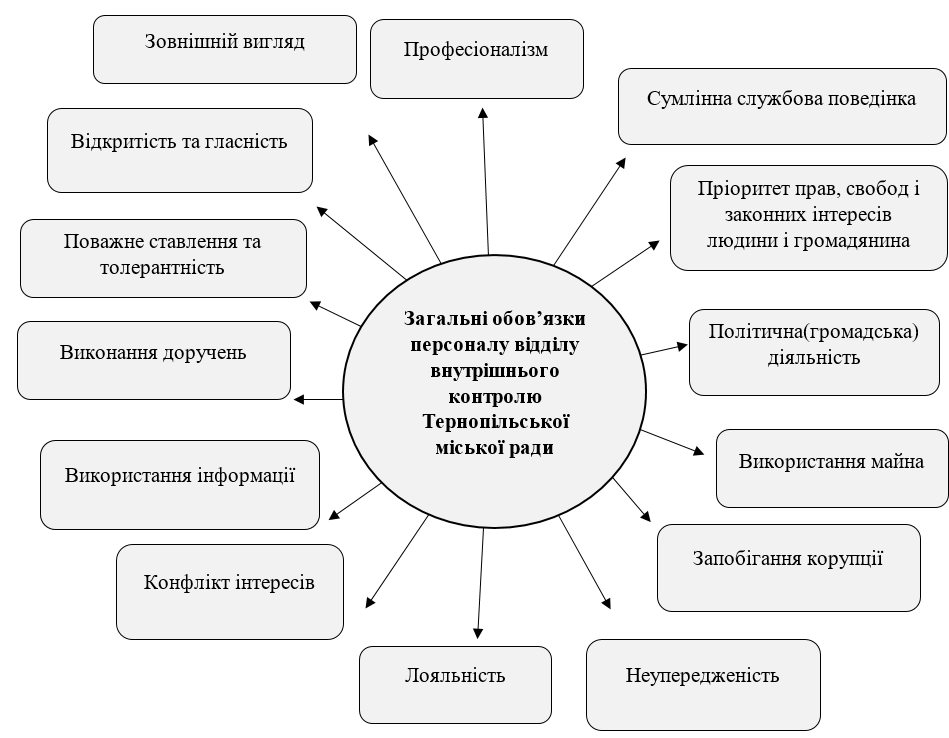 Зовнішній вигляд
Професіоналізм
Сумлінна службова поведінка
Відкритість та гласність
Пріоритет прав, свобод і
законних інтересів
людини і громадянина
Поважне ставлення та
толерантність
Загальні обов’язки
персоналу відділу
внутрішнього
контролю
Тернопільської
міської ради
Політична(громадська)
діяльність
Виконання доручень
Використання майна
Використання інформації
Запобігання корупції
Конфлікт інтересів
Лояльність
Неупередженість